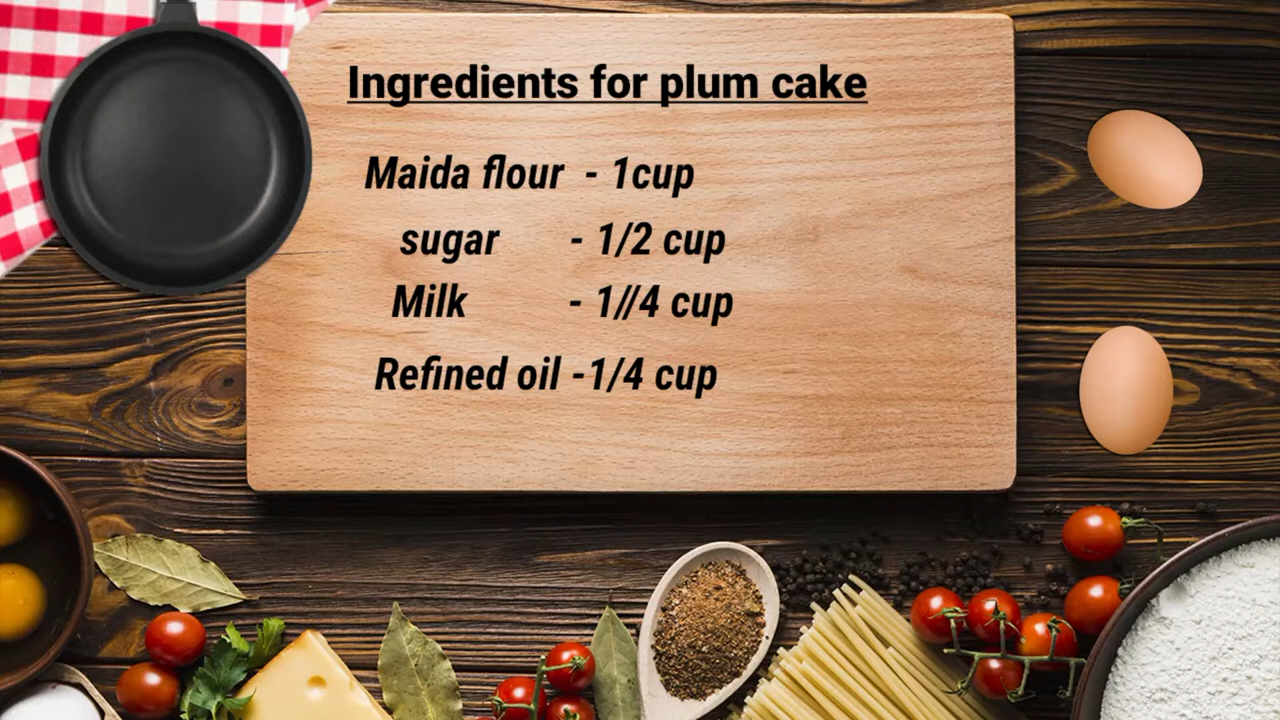 Ingredients for plum cake
Maida flour - 1cup
sugar - 1/2 cup
Milk - 1//4 cup
Refined oil -1/4 cup